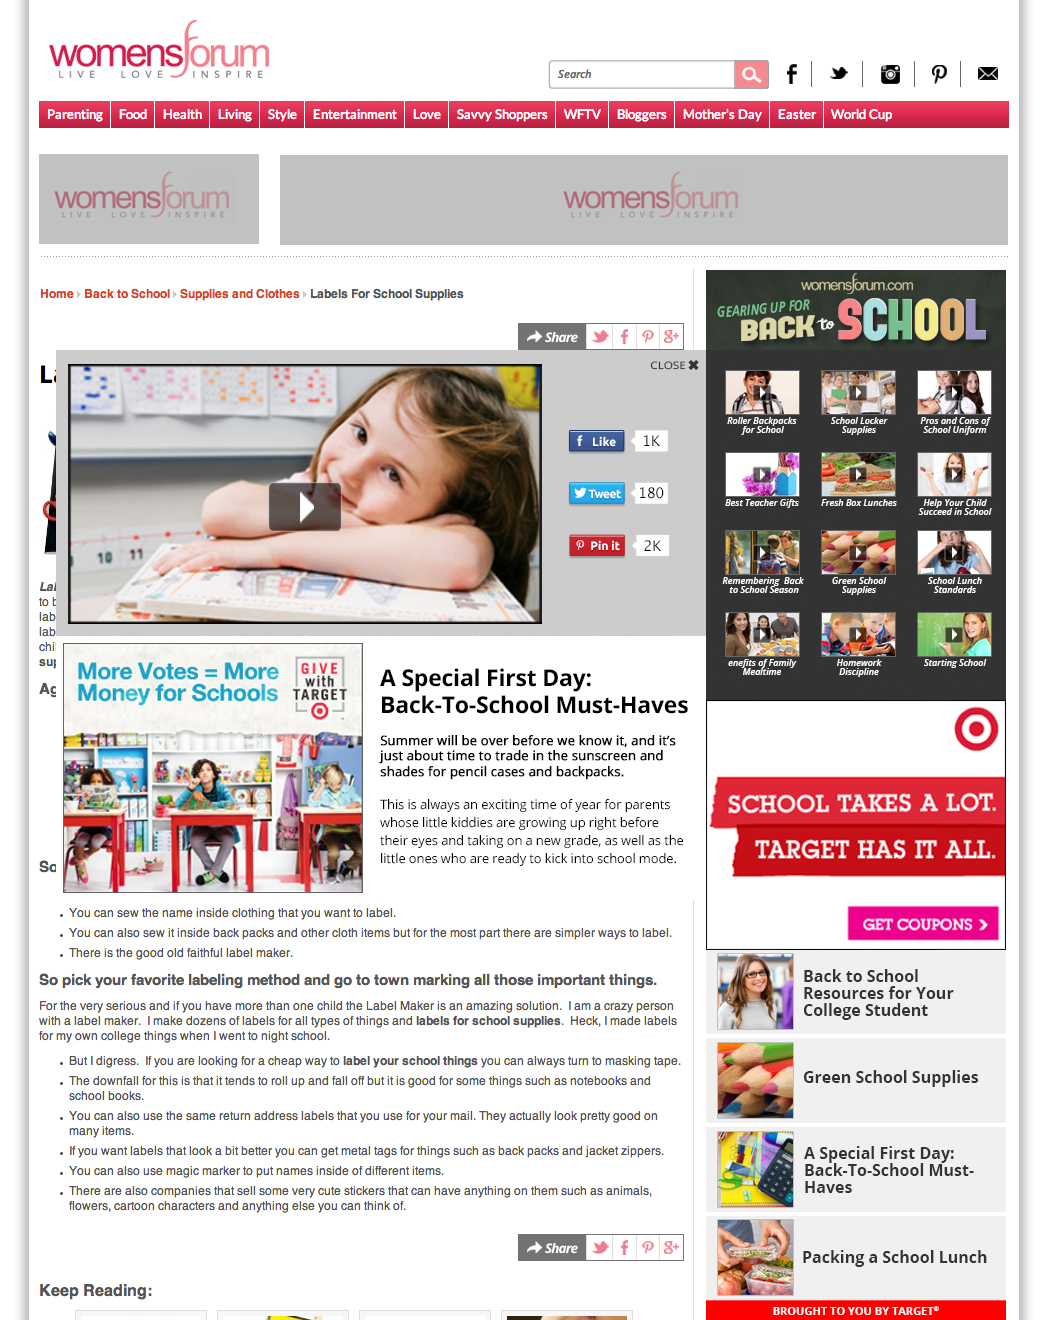 womensforum
LIVE LOVE INSPIRE
Search
Parenting Food Health Living Style Entertainment Love Savvy Shoppers WFTV Bloggers Mother's Day Easter World Cup
womensforum
LIVE LOVE INSPIRE
womensforum
LIVE LOVE INSPIRE
Home Back to School Supplies and Clothes Labels For School Supplies
Share
CLOSE
Like 1K
Tweet 180
Pin it 2K
to b
lab
lab
chil
sup
Ag
More Votes = More
Money for Schools
GIVE
with
TARGET
A Special First Day:
Back-To-School Must-Haves
Summer will be over before we know it, and it's
just about time to trade in the sunscreen and
shades for pencil cases and backpacks.
This is always an exciting time of year for parents
whose little kiddies are growing up right before
their eyes and taking on a new grade, as well as the
little ones who are ready to kick into school mode.
So
You can sew the name inside clothing that you want to label.
You can also sew it inside back packs and other cloth items but for the most part there are simpler ways to label.
There is the good old faithful label maker.
So pick your favorite labeling method and go to town marking all those important things.
For the very serious and if you have more than one child the Label Maker is an amazing solution. I am a crazy person
with a label maker. I make dozens of labels for all types of things and labels for school supplies. Heck, I made labels
for my own college things when I went to night school.
But I digress. If you are looking for a cheap way to label your school things you can always turn to masking tape.
The downfall for this is that it tends to roll up and fall off but it is good for some things such as notebooks and
school books.
You can also use the same return address labels that you use for your mail. They actually look pretty good on
many items.
If you want labels that look a bit better you can get metal tags for things such as back packs and jacket zippers.
You can also use magic marker to put names inside of different items.
There are also companies that sell some very cute stickers that can have anything on them such as animals,
flowers, cartoon characters and anything else you can think of.
Share
Keep Reading:
womensforum.com
GEARING UP FOR
BACK to SCHOOL
Roller Backpacks
for School
School Locker
Supplies
Pros and Cons of
School Uniform
Best Teacher Gifts
Fresh Box Lunches
Help Your Child
Succeed in School
Remembering Back
to School Season
Green School
Supplies
School Lunch
Standards
enefits of Family
Mealtime
Homework
Discipline
Starting School
SCHOOL TAKES A LOT.
TARGET HAS IT ALL.
GET COUPONS >
Back to School
Resources for Your
College Student
Green School Supplies
A Special First Day:
Back-To-School Must-
Haves
Packing a School Lunch
BROUGHT TO YOU BY TARGET®